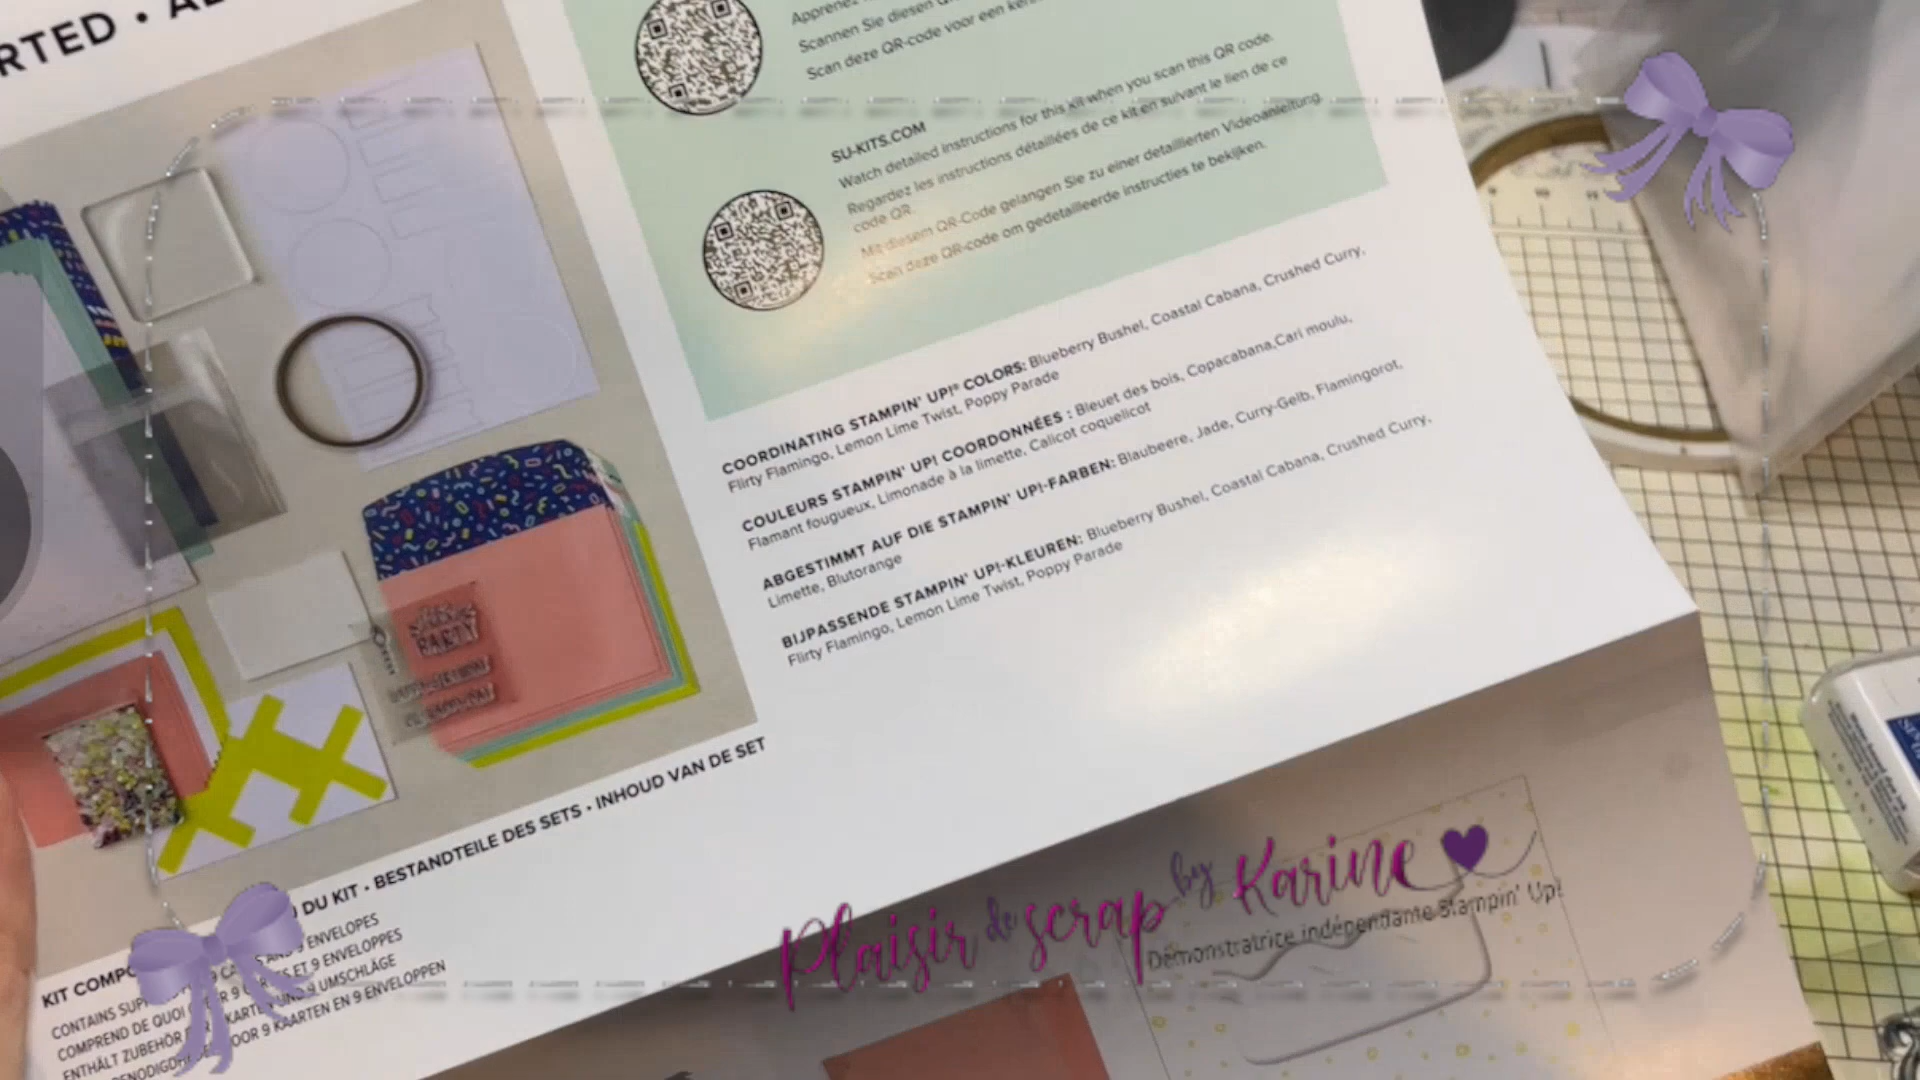 RTED • AL
Apprenez
Scannen Sie diesen
Scan deze QR-code voor een
SU-KITS.COM
Watch detailed instructions for this kit when you scan this QR code.
Regardez les instructions détaillées de ce kit en suivant le lien de ce
code QR.
Mit diesem QR-Code gelangen Sie zu einer detaillierten Videoanleitung.
Scan deze QR-code om gedetailleerde instructies te bekijken.
COORDINATING STAMPIN' UP!® COLORS: Blueberry Bushel, Coastal Cabana, Crushed Curry,
Flirty Flamingo, Lemon Lime Twist, Poppy Parade
COULEURS STAMPIN' UP! COORDONNÉES : Bleuet des bois, Copacabana,Cari moulu,
Flamant fougueux, Limonade à la limette, Calicot coquelicot
ABGESTIMMT AUF DIE STAMPIN' UP!-FARBEN: Blaubeere, Jade, Curry-Gelb, Flamingorot,
Limette, Blutorange
BIJPASSENDE STAMPIN' UP!-KLEUREN: Blueberry Bushel, Coastal Cabana, Crushed Curry,
Flirty Flamingo, Lemon Lime Twist, Poppy Parade
PARTY
DU KIT • BESTANDTEILE DES SETS • INHOUD VAN DE SET
KIT COMPO
CONTAINS SUP 9 ENVELOPES
COMPREND DE QUOI 9 ET 9 ENVELOPPES
ENTHÄLT ZUBEHÖR 9 UMSCHLÄGE
9 KAARTEN EN 9 ENVELOPPEN
Plaisir de scrap by Karine
Démonstratrice indépendante Stampin' Up!